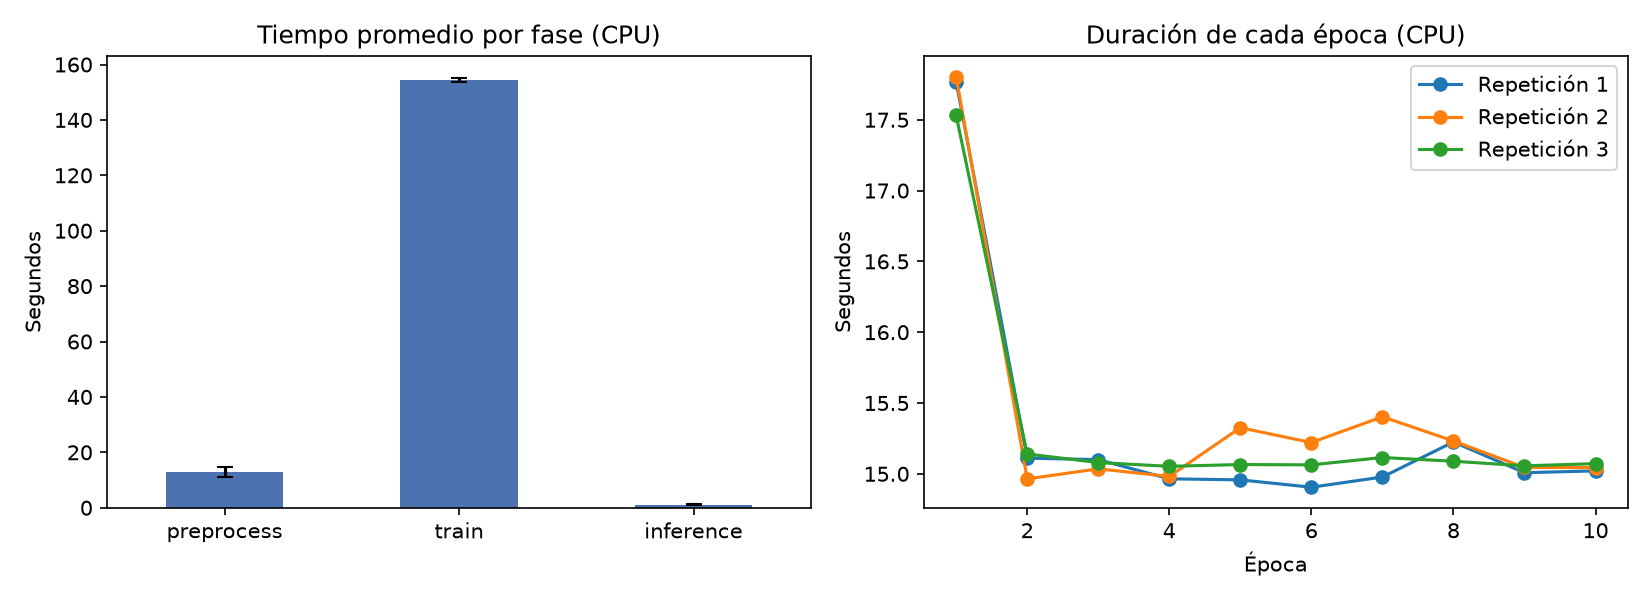 Tiempo promedio por fase (CPU)
Segundos
160
140
120
100
80
60
40
20
0
preprocess
train
inference
Duración de cada época (CPU)
Segundos
17.5
17.0
16.5
16.0
15.5
15.0
Repetición 1
Repetición 2
Repetición 3
2
4
6
8
10
Época